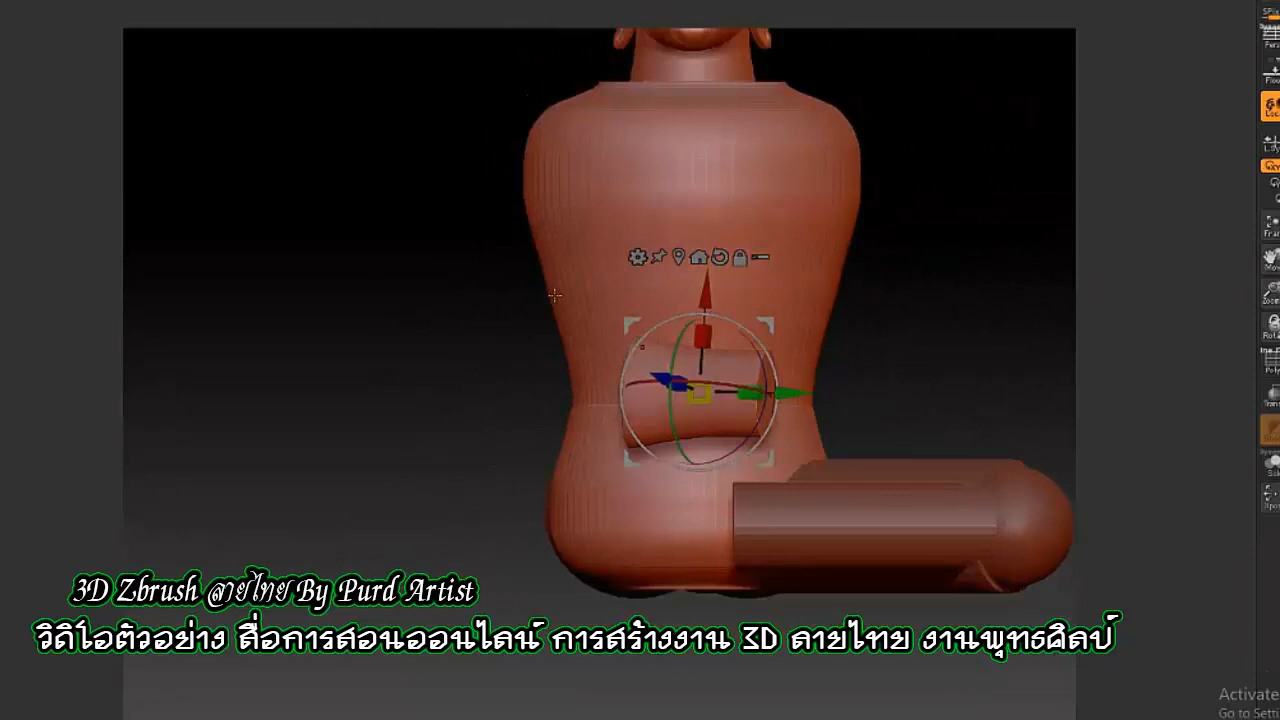 3D Zbrush ลายไทย By Purd Artist
วิดีโอตัวอย่าง สื่อการสอนออนไลน์ การสร้างงาน 3D ลายไทย งานพุทธศิลป์
Activate
Go to Setti